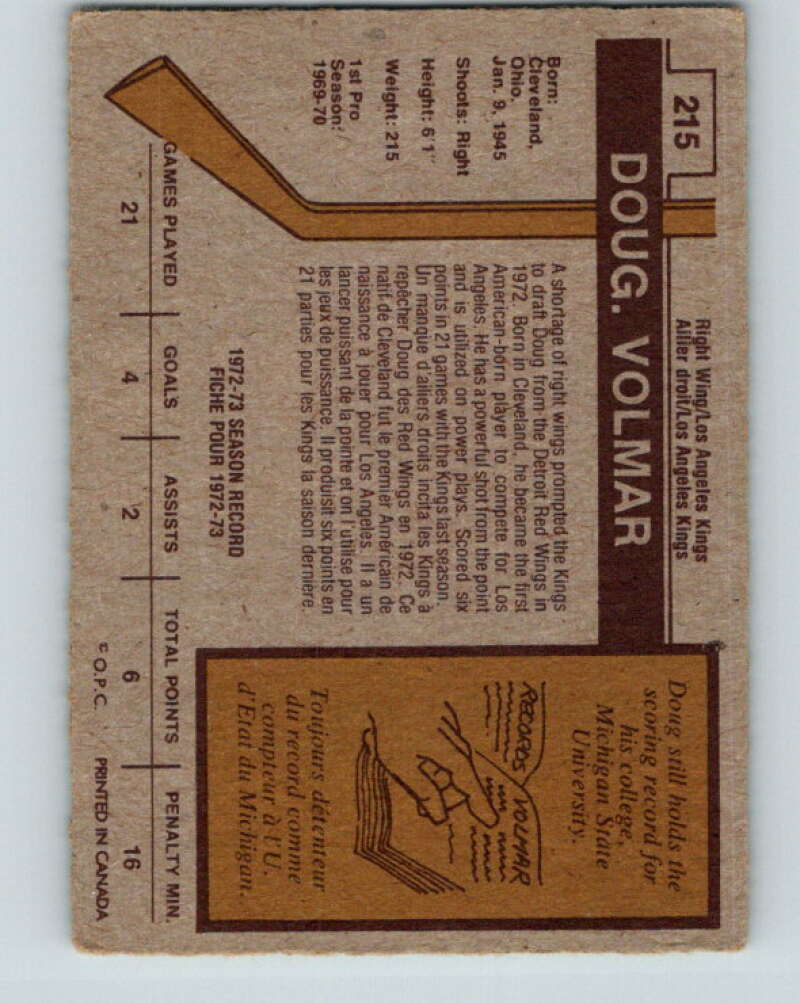 215
DOUG. VOLMAR
Right Wing/Los Angeles Kings
Ailier droit/Los Angeles Kings
Born:
Cleveland,
Ohio.
Jan. 9, 1945
Shoots: Right
Height: 6'1"
Weight: 215
1st Pro
Season:
1969-70
A shortage of right wings prompted the Kings
to draft Doug from the Detroit Red Wings in
1972. Born in Cleveland, he became the first
American-born player to compete for Los
Angeles. He has a powerful shot from the point
and is utilized on power plays. Scored six
points in 21 games with the Kings last season.
Un manque d'ailiers droits incita les Kings à
repêcher Doug des Red Wings en 1972. Ce
natif de Cleveland fut le premier Américain de
naissance à jouer pour Los Angeles. Il a un
lancer puissant de la pointe et on l'utilise pour
les jeux de puissance. Il produisit six points en
21 parties pour les Kings la saison dernière.
Doug still holds the
scoring record for
his college,
Michigan State
University.
RECORDS VOLMAR
Toujours détenteur
du record comme
compteur à l'U.
d'Etat du Michigan.
1972-73 SEASON RECORD
FICHE POUR 1972-73
GAMES PLAYED GOALS ASSISTS TOTAL POINTS PENALTY MIN.
21 4 2 6 16
© O.P.C. PRINTED IN CANADA